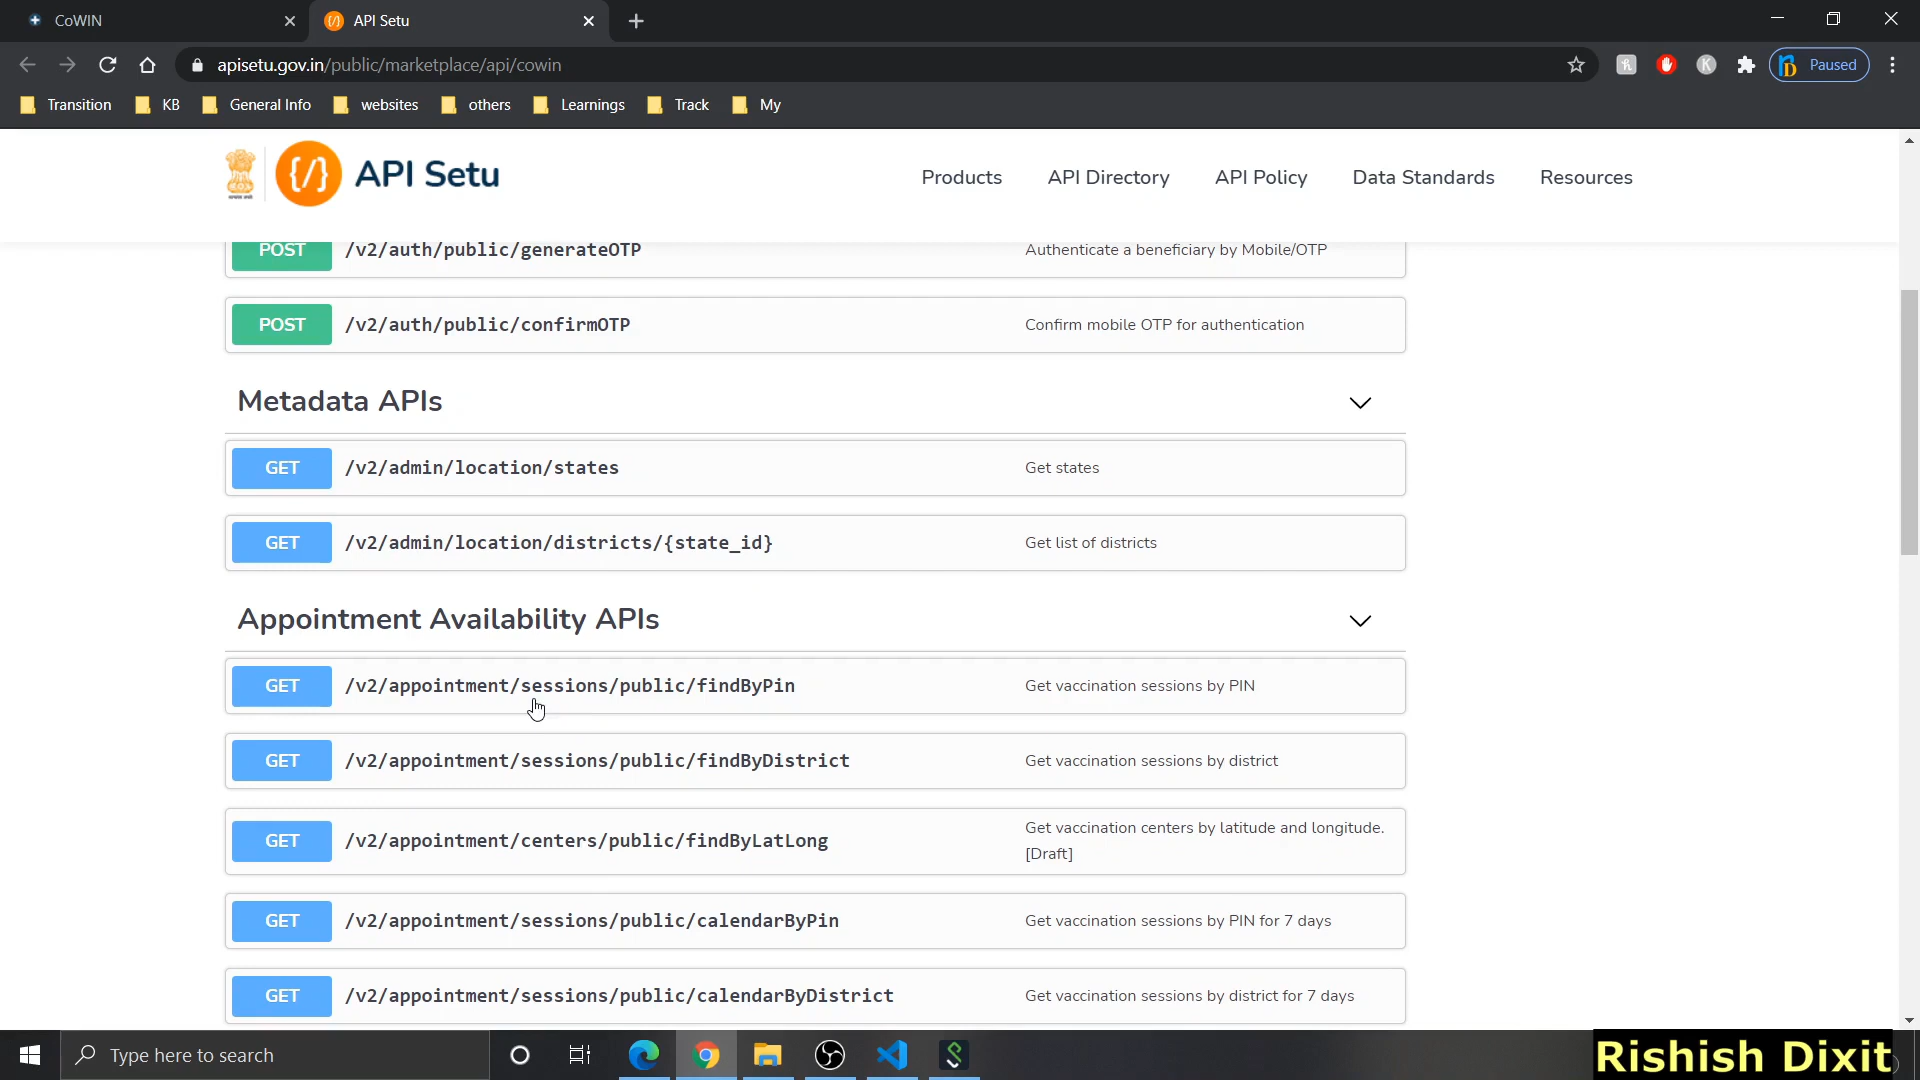 CoWIN
API Setu
apisetu.gov.in/public/marketplace/api/cowin
Paused
Transition KB General Info websites others Learnings Track My
{/} API Setu
Products API Directory API Policy Data Standards Resources
POST /v2/auth/public/generateOTP Authenticate a beneficiary by Mobile/OTP
POST /v2/auth/public/confirmOTP Confirm mobile OTP for authentication
Metadata APIs
GET /v2/admin/location/states Get states
GET /v2/admin/location/districts/{state_id} Get list of districts
Appointment Availability APIs
GET /v2/appointment/sessions/public/findByPin Get vaccination sessions by PIN
GET /v2/appointment/sessions/public/findByDistrict Get vaccination sessions by district
GET /v2/appointment/centers/public/findByLatLong Get vaccination centers by latitude and longitude.
[Draft]
GET /v2/appointment/sessions/public/calendarByPin Get vaccination sessions by PIN for 7 days
GET /v2/appointment/sessions/public/calendarByDistrict Get vaccination sessions by district for 7 days
Type here to search
Rishish Dixit